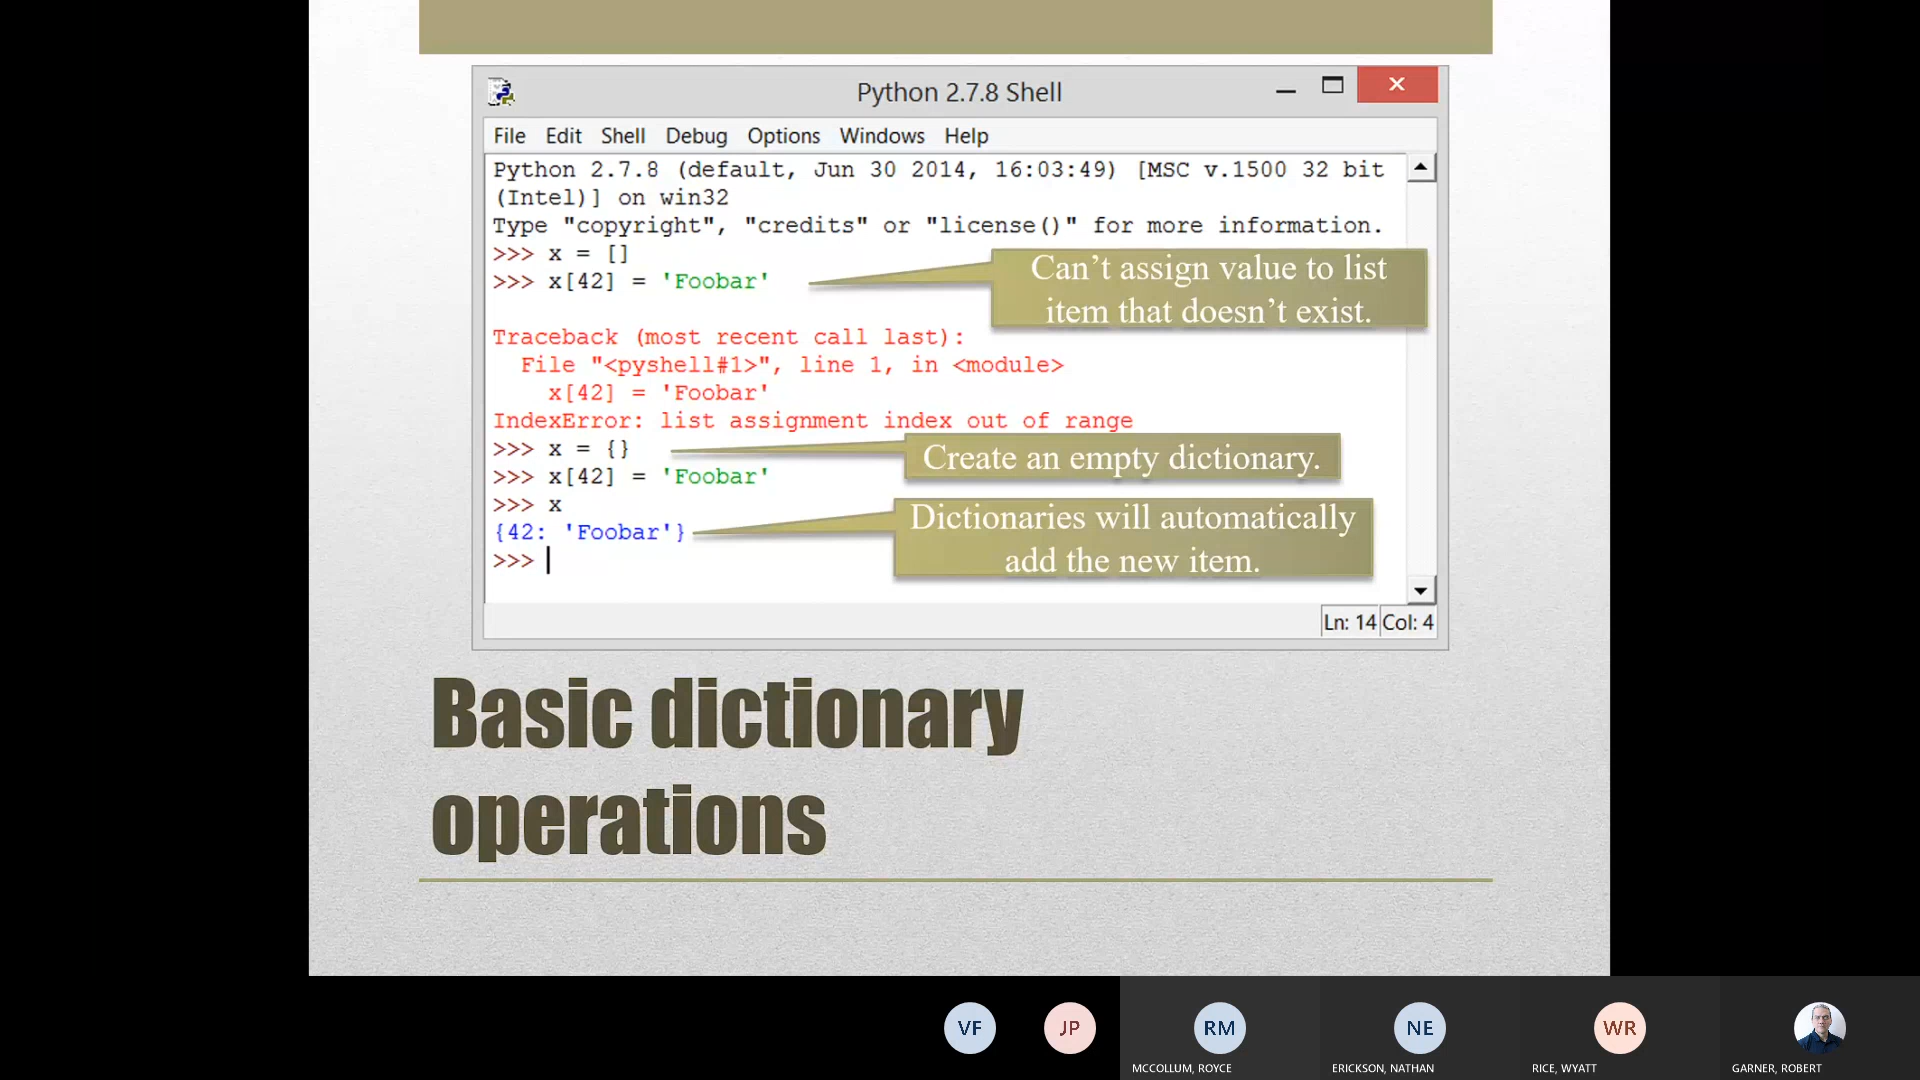 Python 2.7.8 Shell
File Edit Shell Debug Options Windows Help
Python 2.7.8 (default, Jun 30 2014, 16:03:49) [MSC v.1500 32 bit
(Intel)] on win32
Type "copyright", "credits" or "license()" for more information.
>>> x = []
>>> x[42] = 'Foobar'
Can’t assign value to list
item that doesn’t exist.
Traceback (most recent call last):
  File "<pyshell#1>", line 1, in <module>
    x[42] = 'Foobar'
IndexError: list assignment index out of range
>>> x = {}
Create an empty dictionary.
>>> x[42] = 'Foobar'
>>> x
{42: 'Foobar'}
Dictionaries will automatically
add the new item.
>>>
Ln: 14 Col: 4
Basic dictionary
operations
VF JP RM NE WR
MCCOLLUM, ROYCE ERICKSON, NATHAN RICE, WYATT GARNER, ROBERT